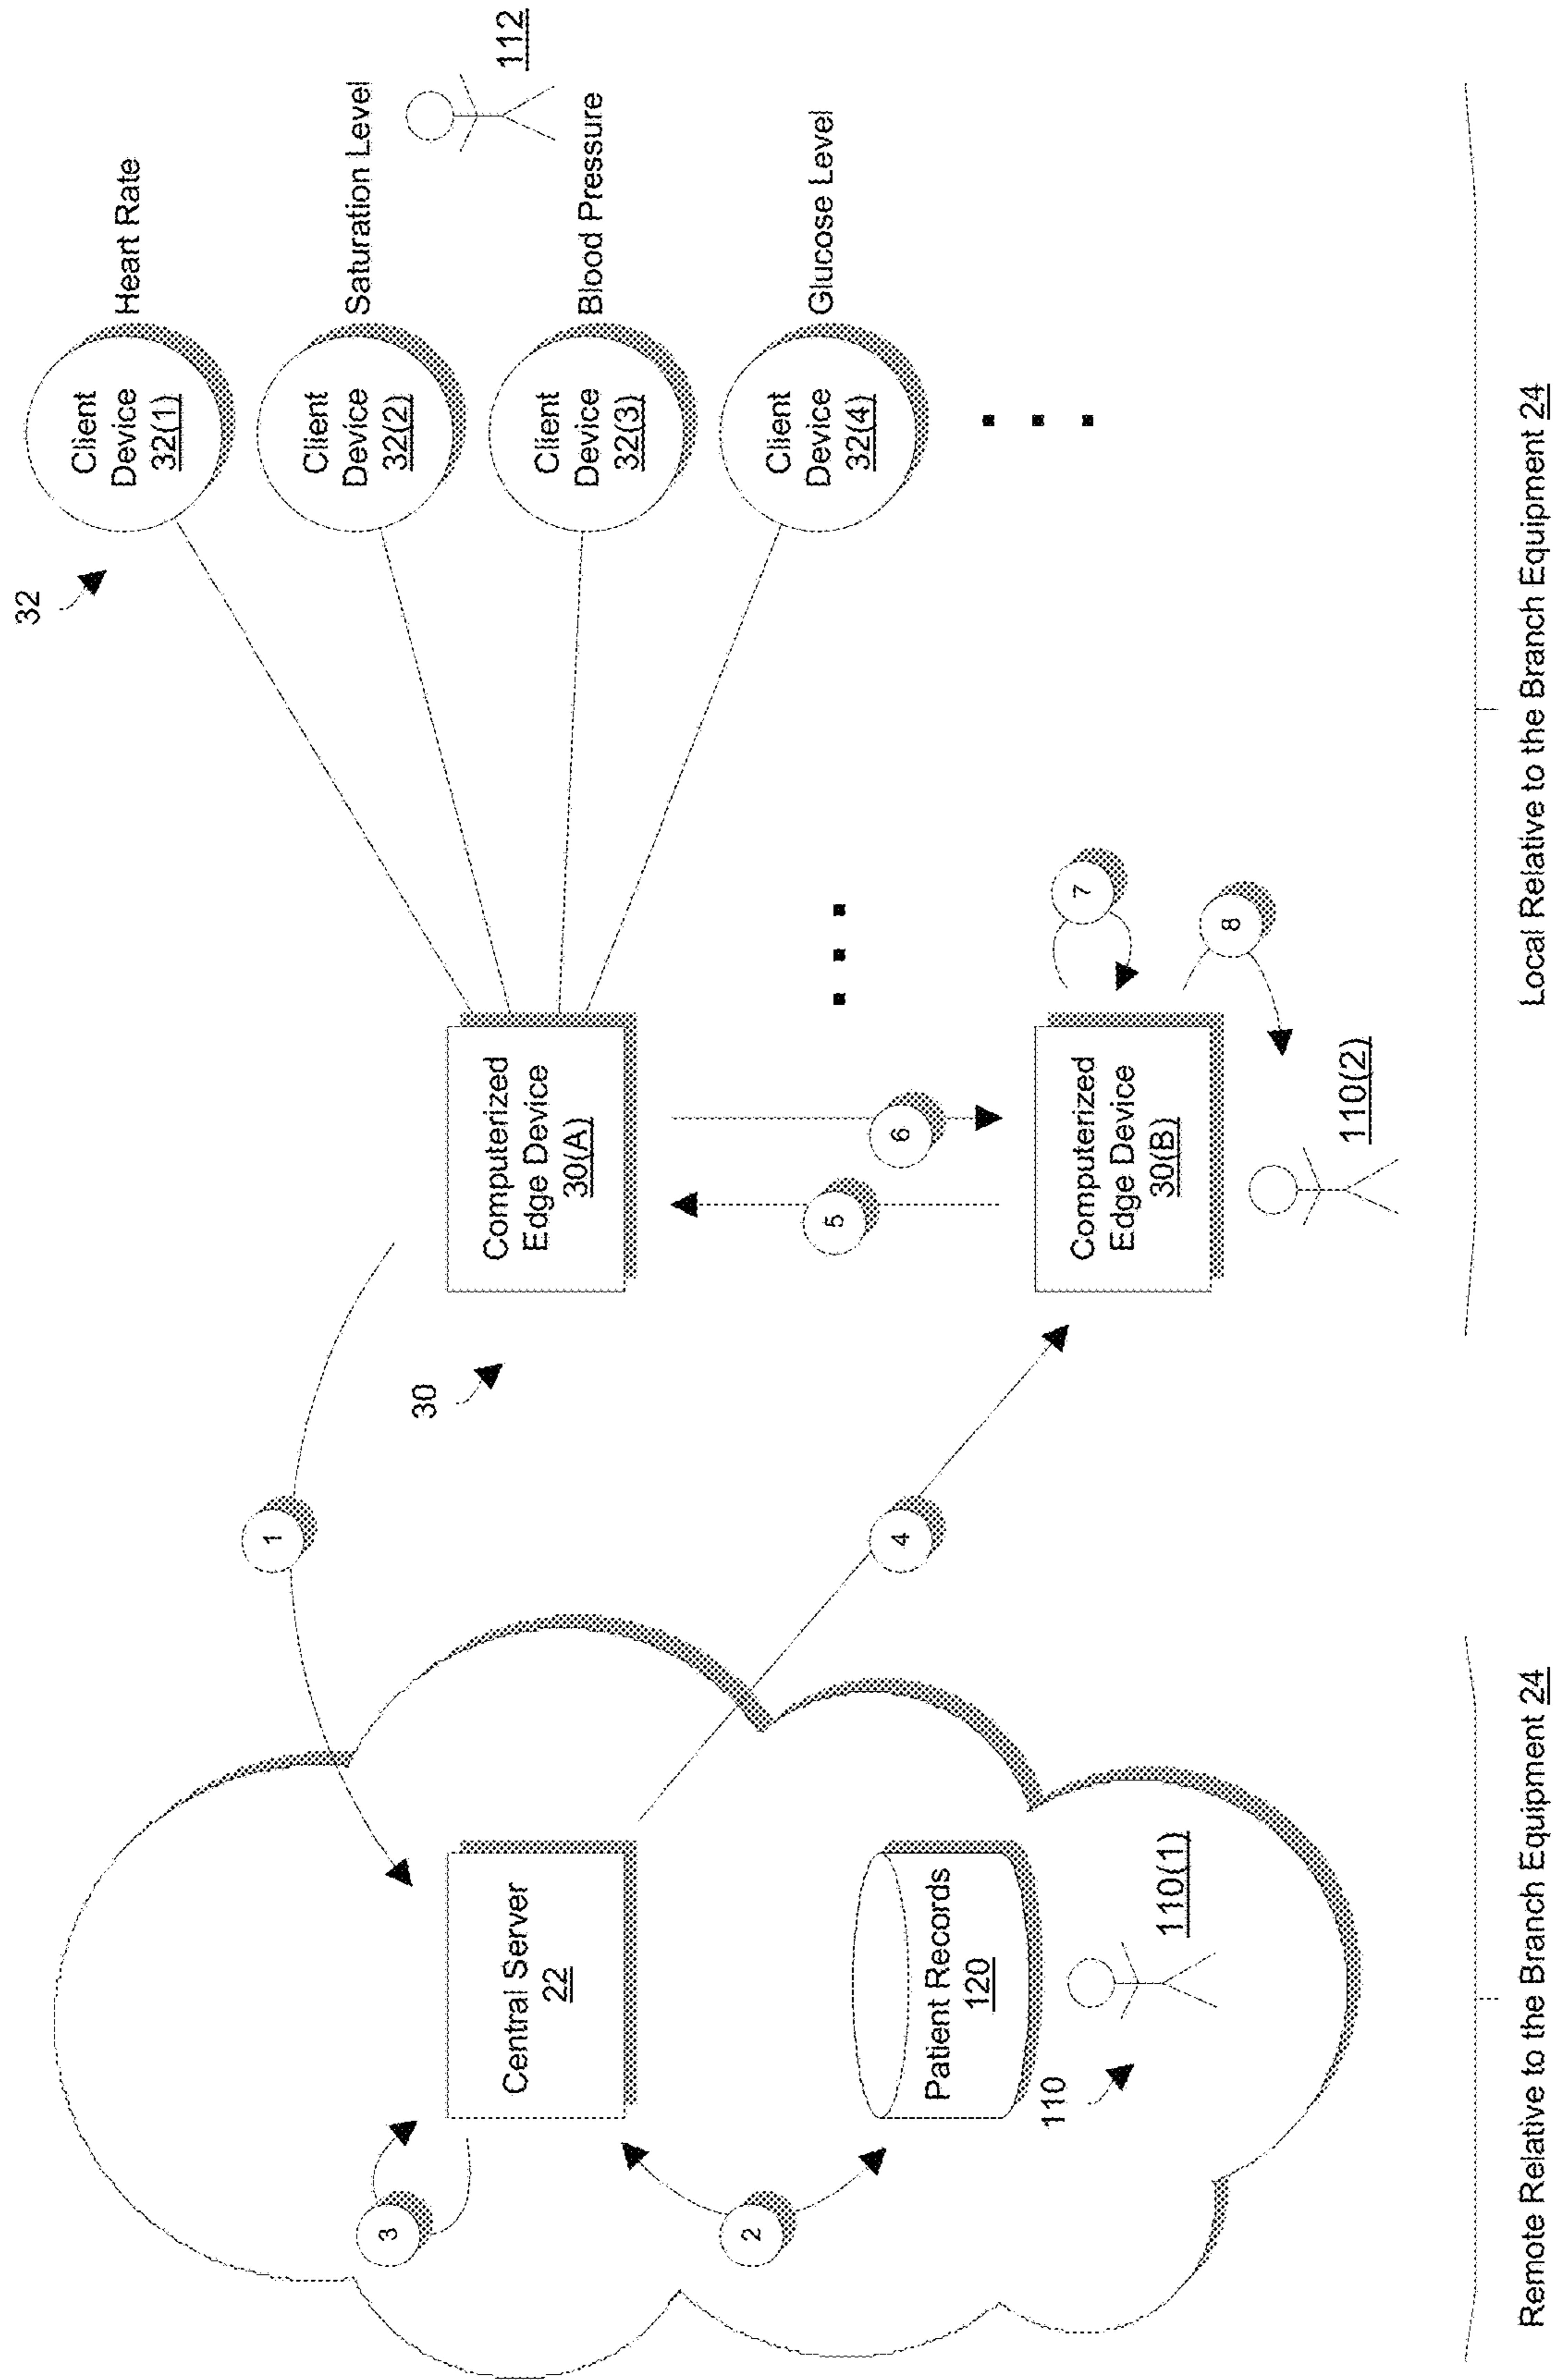 32
Client
Device
32(1)
Heart Rate
Client
Device
32(2)
Saturation Level
112
Client
Device
32(3)
Blood Pressure
Client
Device
32(4)
Glucose Level
1
30
Computerized
Edge Device
30(A)
3
Central Server
22
2
4
5
6
7
8
Patient Records
120
110
110(1)
Computerized
Edge Device
30(B)
110(2)
Remote Relative to the Branch Equipment 24
Local Relative to the Branch Equipment 24